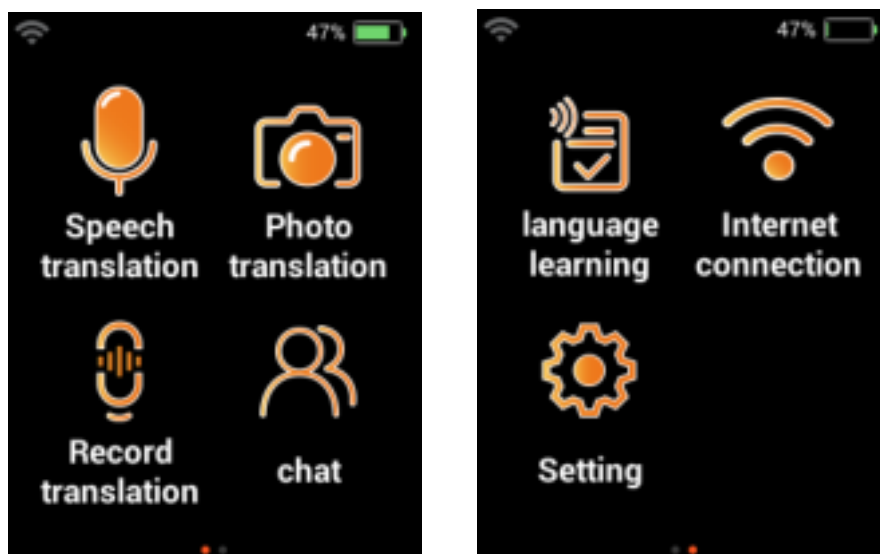 47%
Speech
translation
Photo
translation
Record
translation
chat
47%
language
learning
Internet
connection
Setting